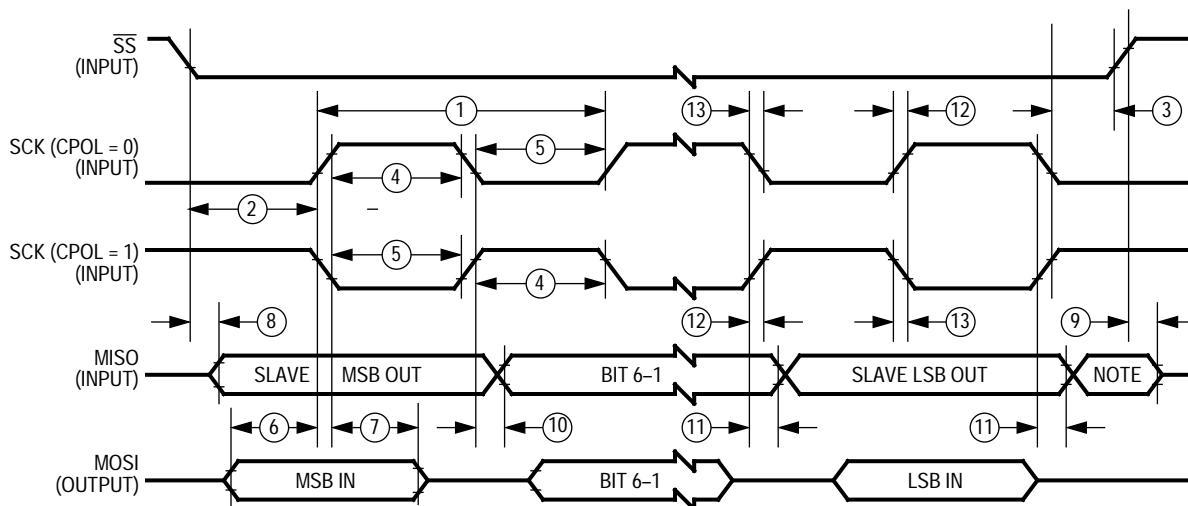 SS
(INPUT)
1
13
12
3
SCK (CPOL = 0)
(INPUT)
5
4
2
SCK (CPOL = 1)
(INPUT)
5
4
8
12
13
9
MISO
(INPUT)
SLAVE MSB OUT
BIT 6–1
SLAVE LSB OUT
NOTE
6
7
10
11
11
MOSI
(OUTPUT)
MSB IN
BIT 6–1
LSB IN